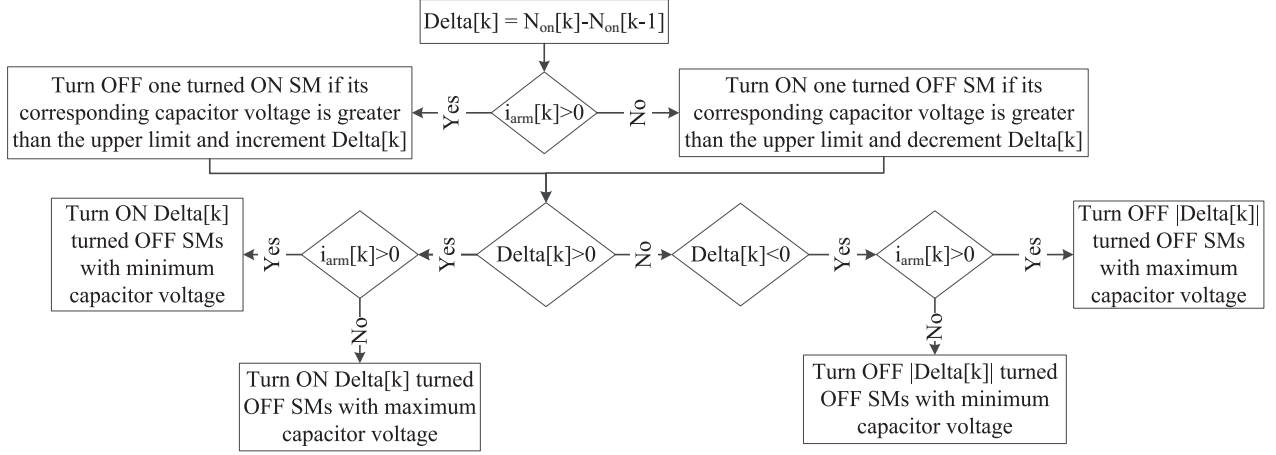 Delta[k] = Non[k]-Non[k-1]
Turn OFF one turned ON SM if its
corresponding capacitor voltage is greater
than the upper limit and increment Delta[k]
Yes
iarm[k]>0
No
Turn ON one turned OFF SM if its
corresponding capacitor voltage is greater
than the upper limit and decrement Delta[k]
Turn ON Delta[k]
turned OFF SMs
with minimum
capacitor voltage
Yes
iarm[k]>0
Yes
Delta[k]>0
No
Delta[k]<0
Yes
iarm[k]>0
Yes
Turn OFF |Delta[k]|
turned OFF SMs
with maximum
capacitor voltage
No
Turn ON Delta[k] turned
OFF SMs with maximum
capacitor voltage
No
Turn OFF |Delta[k]| turned
OFF SMs with minimum
capacitor voltage